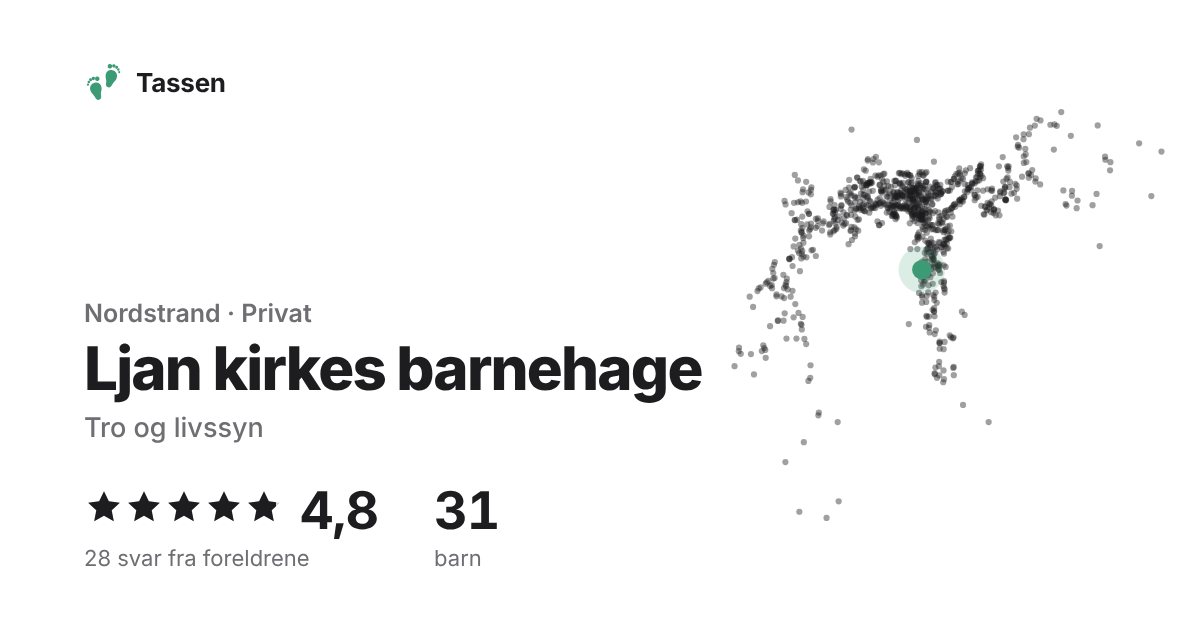 Tassen
Nordstrand · Privat
Ljan kirkes barnehage
Tro og livssyn
4,8
28 svar fra foreldrene
31
barn